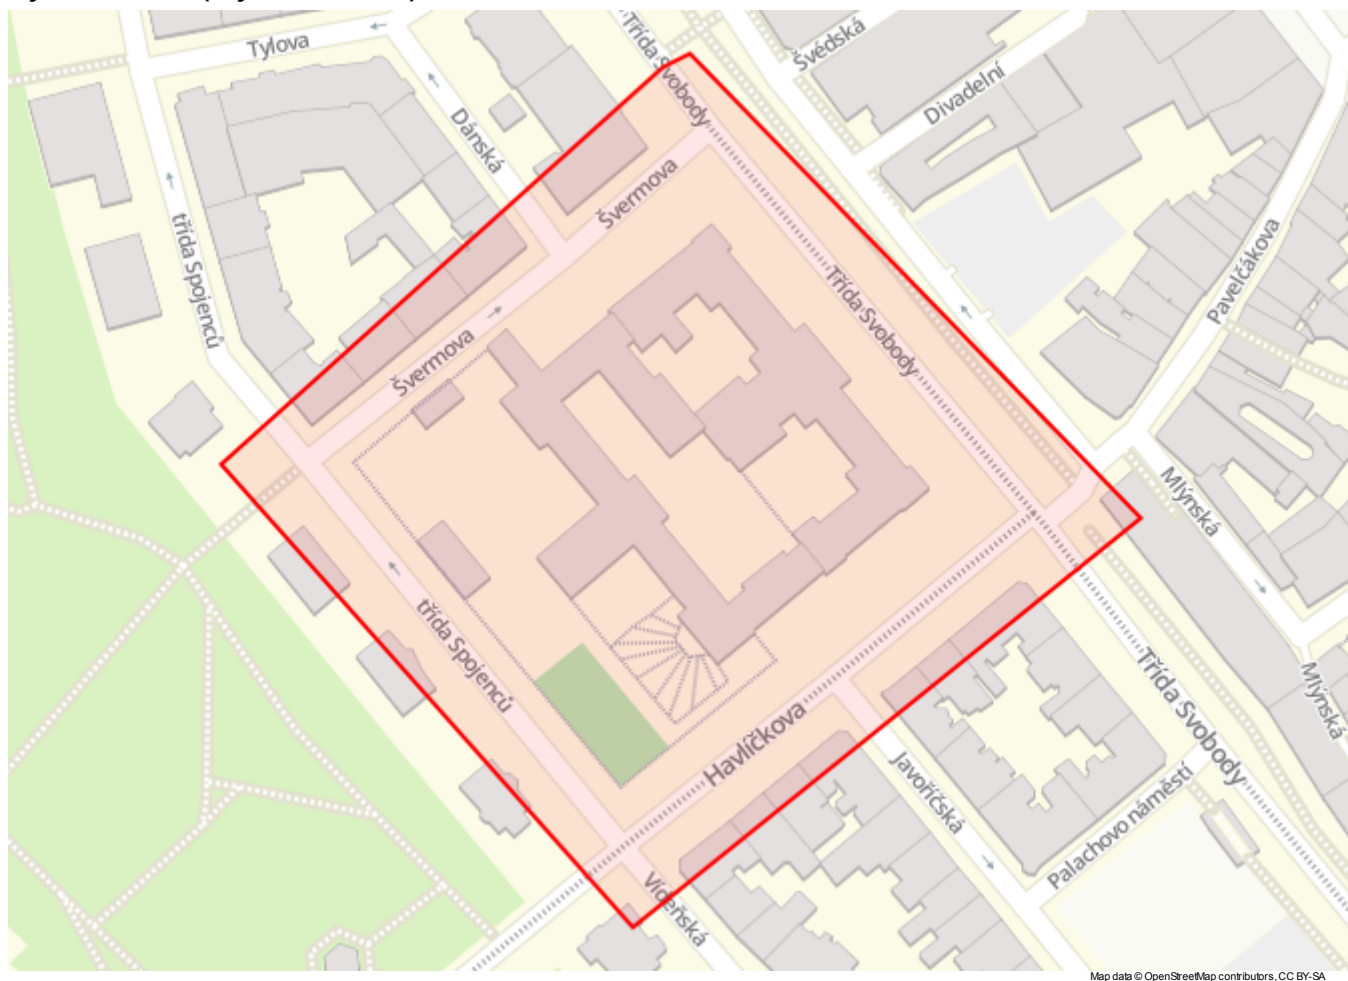 Tylova
Třída Svobody
Švédská
Divadelní
Dánská
Švermova
třída Spojenců
Pavelčákova
Třída Svobody
Švermova
Mlýnská
třída Spojenců
Třída Svobody
Mlýnská
Havlíčkova
Javoříčská
Palachovo náměstí
Vídeňská
Map data © OpenStreetMap contributors, CC BY-SA